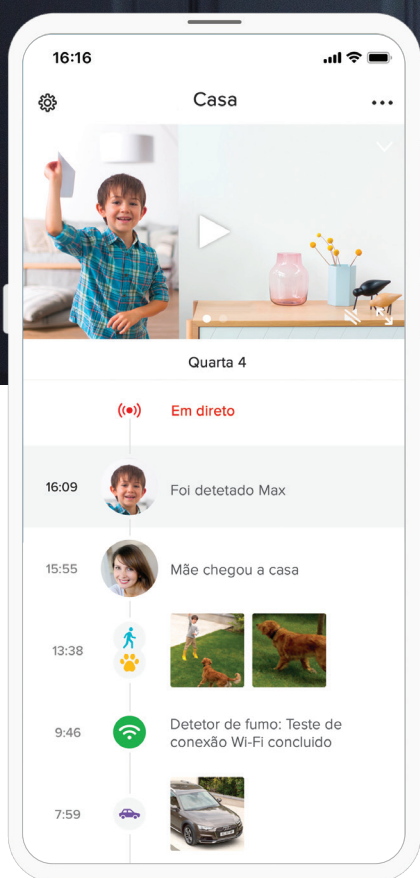 16:16
Casa
Quarta 4
Em direto
16:09
Foi detetado Max
15:55
Mãe chegou a casa
13:38
9:46
Detetor de fumo: Teste de
conexão Wi-Fi concluido
7:59